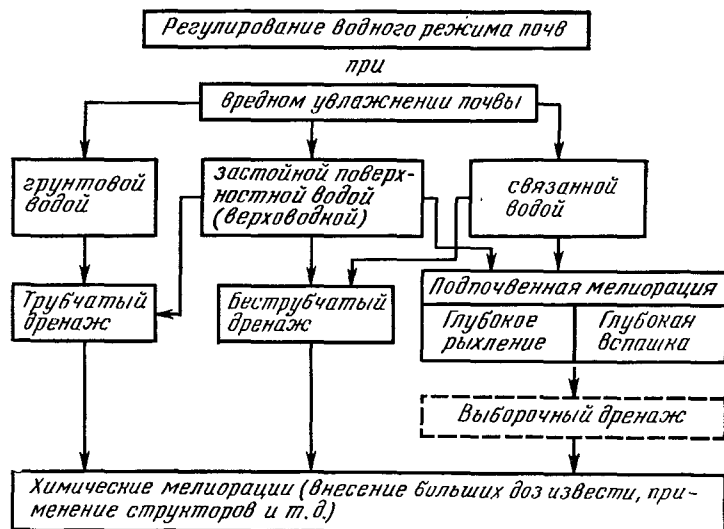 Регулирование водного режима почв
при
вредном увлажнении почвы
грунтовой
водой
застойной поверх-
ностной водой
(верховодной)
связанной
водой
Трубчатый
дренаж
Беструбчатый
дренаж
Подпочвенная мелиорация
Глубокое
рыхление
Глубокая
вспашка
Выборочный дренаж
Химические мелиорации (внесение больших доз извести, при-
менение структоров и т.д.)